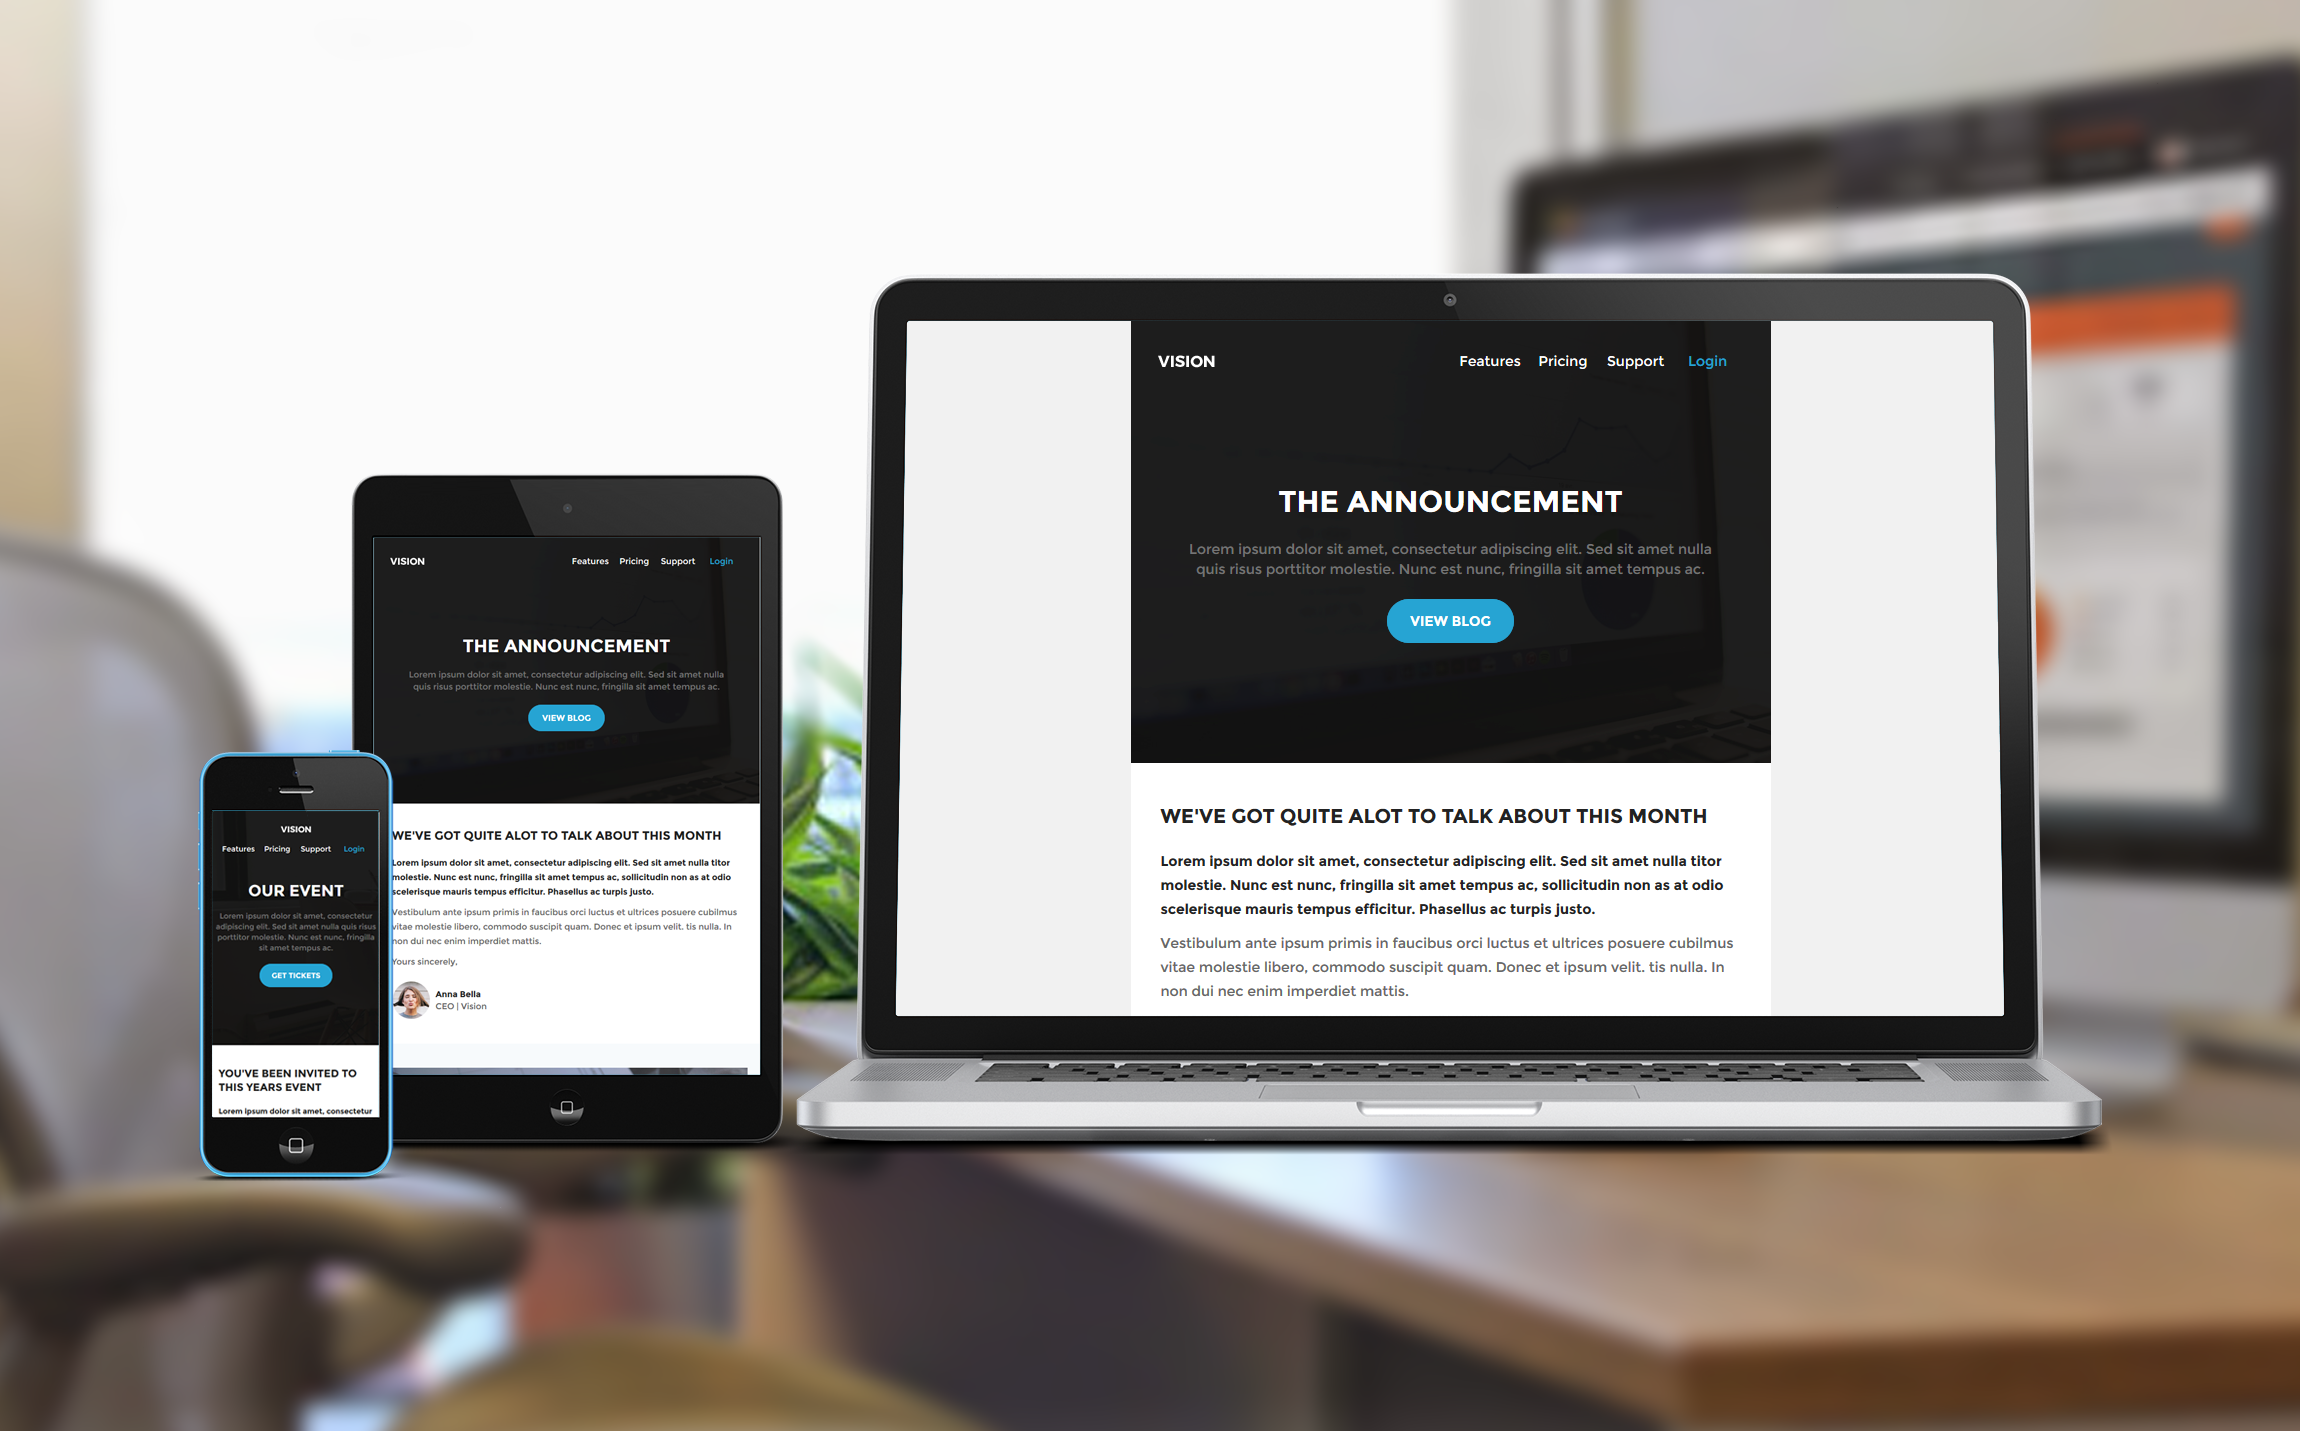 VISION
Features Pricing Support Login
OUR EVENT
Lorem ipsum dolor sit amet, consectetur
adipiscing elit. Sed sit amet nulla quis risus
porttitor molestie. Nunc est nunc, fringilla
sit amet tempus ac.
GET TICKETS
YOU'VE BEEN INVITED TO
THIS YEARS EVENT
Lorem ipsum dolor sit amet, consectetur
VISION Features Pricing Support Login
THE ANNOUNCEMENT
Lorem ipsum dolor sit amet, consectetur adipiscing elit. Sed sit amet nulla
quis risus porttitor molestie. Nunc est nunc, fringilla sit amet tempus ac.
VIEW BLOG
WE'VE GOT QUITE ALOT TO TALK ABOUT THIS MONTH
Lorem ipsum dolor sit amet, consectetur adipiscing elit. Sed sit amet nulla titor
molestie. Nunc est nunc, fringilla sit amet tempus ac, sollicitudin non as at odio
scelerisque mauris tempus efficitur. Phasellus ac turpis justo.
Vestibulum ante ipsum primis in faucibus orci luctus et ultrices posuere cubilmus
vitae molestie libero, commodo suscipit quam. Donec et ipsum velit. tis nulla. In
non dui nec enim imperdiet mattis.
Yours sincerely,
Anna Bella
CEO | Vision
VISION Features Pricing Support Login
THE ANNOUNCEMENT
Lorem ipsum dolor sit amet, consectetur adipiscing elit. Sed sit amet nulla
quis risus porttitor molestie. Nunc est nunc, fringilla sit amet tempus ac.
VIEW BLOG
WE'VE GOT QUITE ALOT TO TALK ABOUT THIS MONTH
Lorem ipsum dolor sit amet, consectetur adipiscing elit. Sed sit amet nulla titor
molestie. Nunc est nunc, fringilla sit amet tempus ac, sollicitudin non as at odio
scelerisque mauris tempus efficitur. Phasellus ac turpis justo.
Vestibulum ante ipsum primis in faucibus orci luctus et ultrices posuere cubilmus
vitae molestie libero, commodo suscipit quam. Donec et ipsum velit. tis nulla. In
non dui nec enim imperdiet mattis.